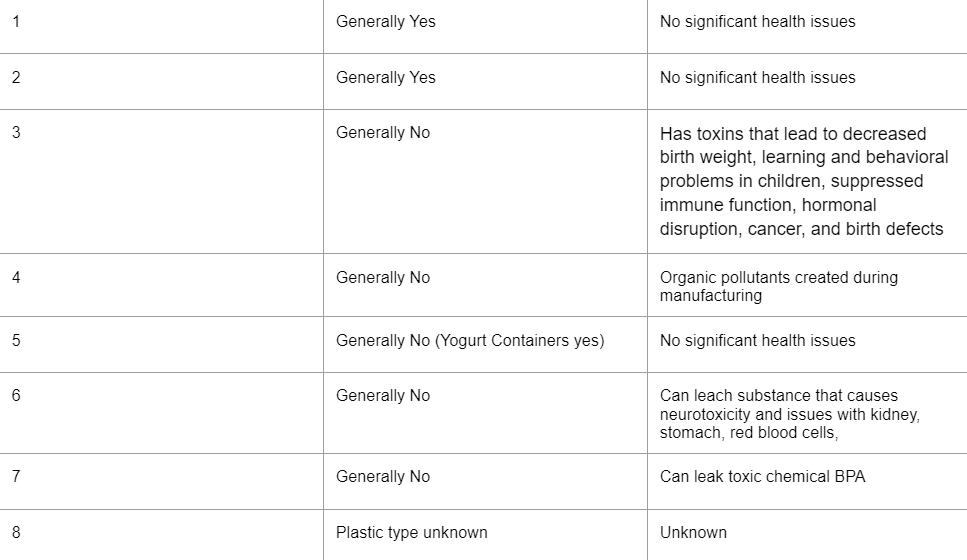 1 Generally Yes No significant health issues
2 Generally Yes No significant health issues
3 Generally No Has toxins that lead to decreased
birth weight, learning and behavioral
problems in children, suppressed
immune function, hormonal
disruption, cancer, and birth defects
4 Generally No Organic pollutants created during
manufacturing
5 Generally No (Yogurt Containers yes) No significant health issues
6 Generally No Can leach substance that causes
neurotoxicity and issues with kidney,
stomach, red blood cells,
7 Generally No Can leak toxic chemical BPA
8 Plastic type unknown Unknown